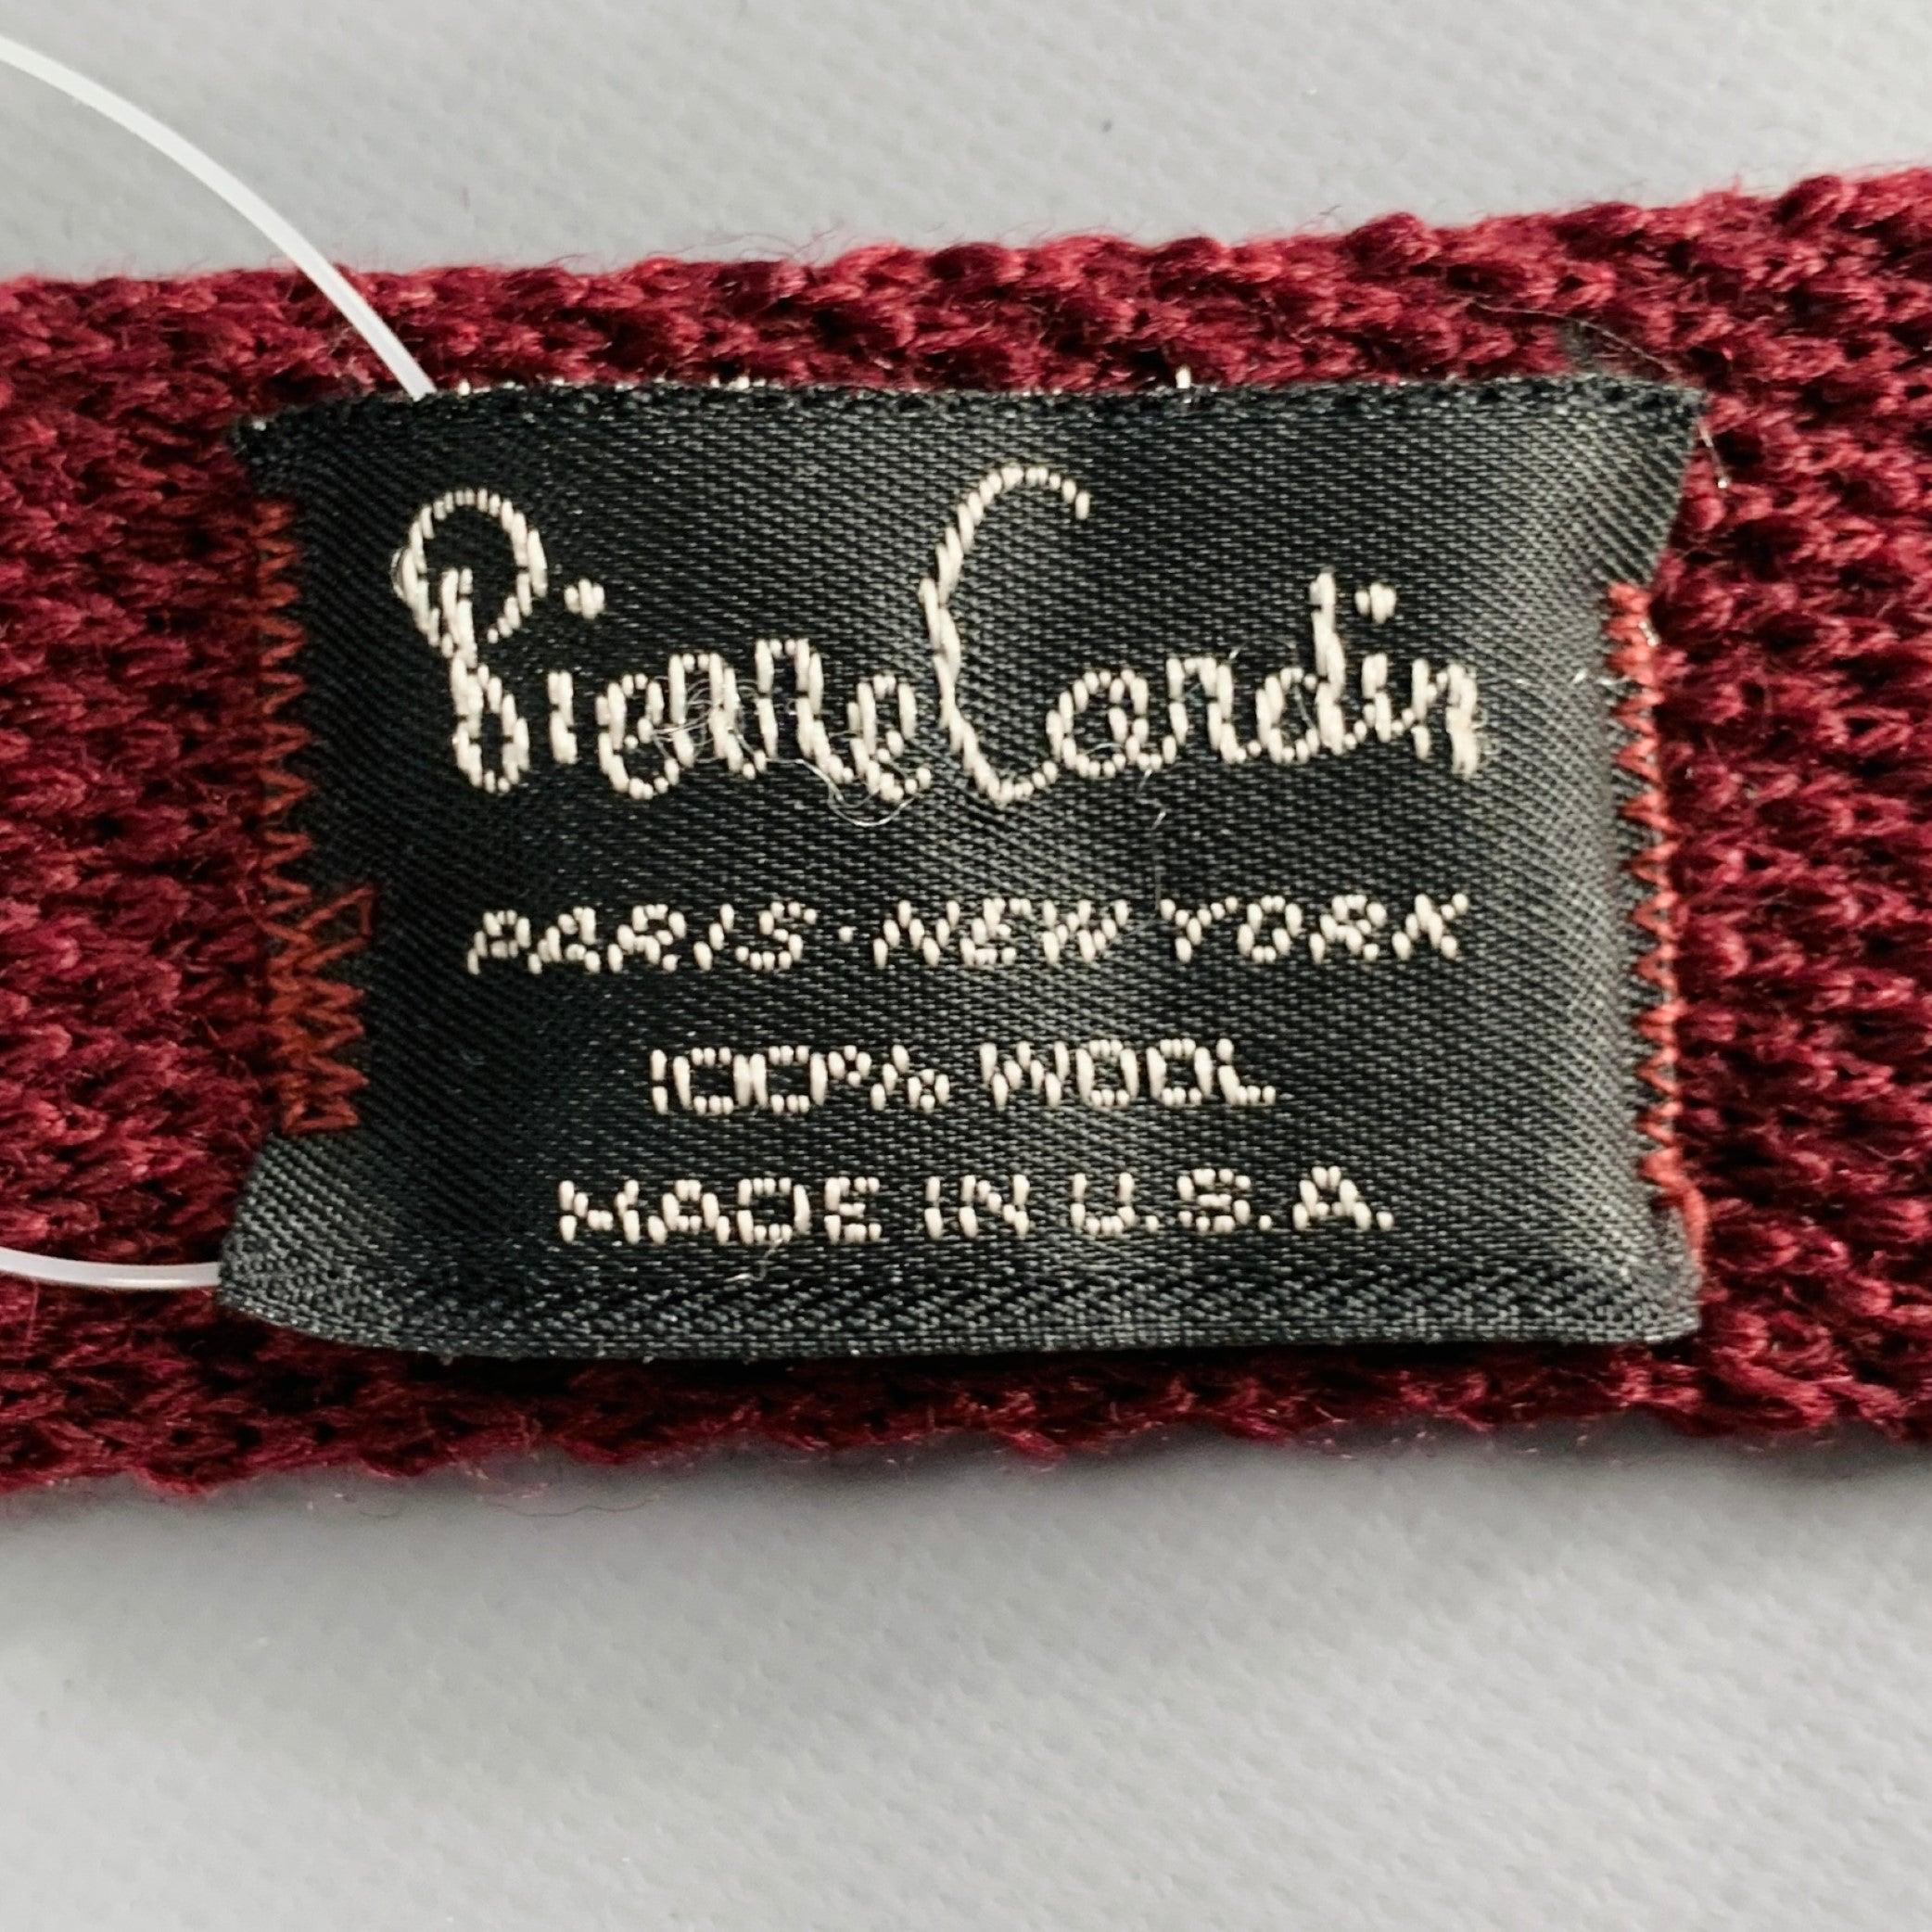 Pierre Cardin
PARIS · NEW YORK
100% WOOL
MADE IN U.S.A.